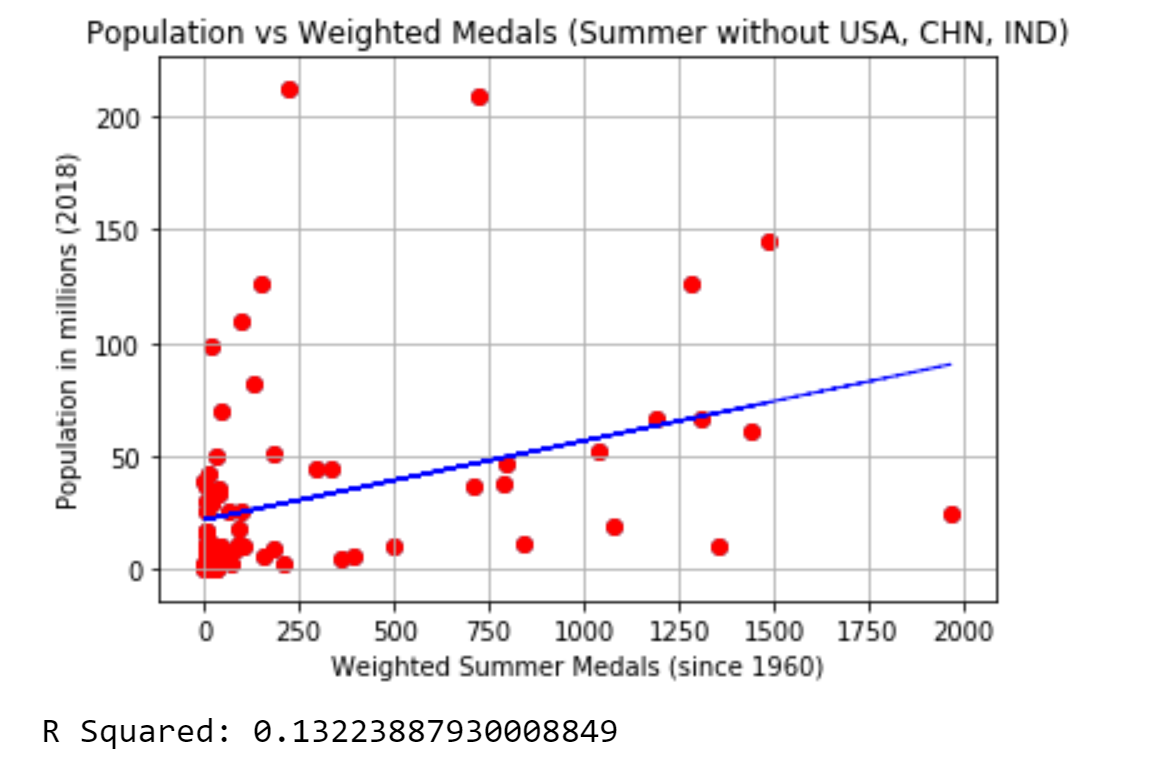 Population vs Weighted Medals (Summer without USA, CHN, IND)
Population in millions (2018)
200
150
100
50
0
0 250 500 750 1000 1250 1500 1750 2000
Weighted Summer Medals (since 1960)
R Squared: 0.13223887930008849